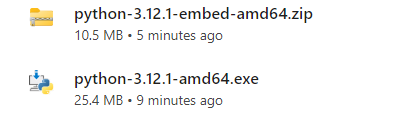 python-3.12.1-embed-amd64.zip
10.5 MB • 5 minutes ago
python-3.12.1-amd64.exe
25.4 MB • 9 minutes ago